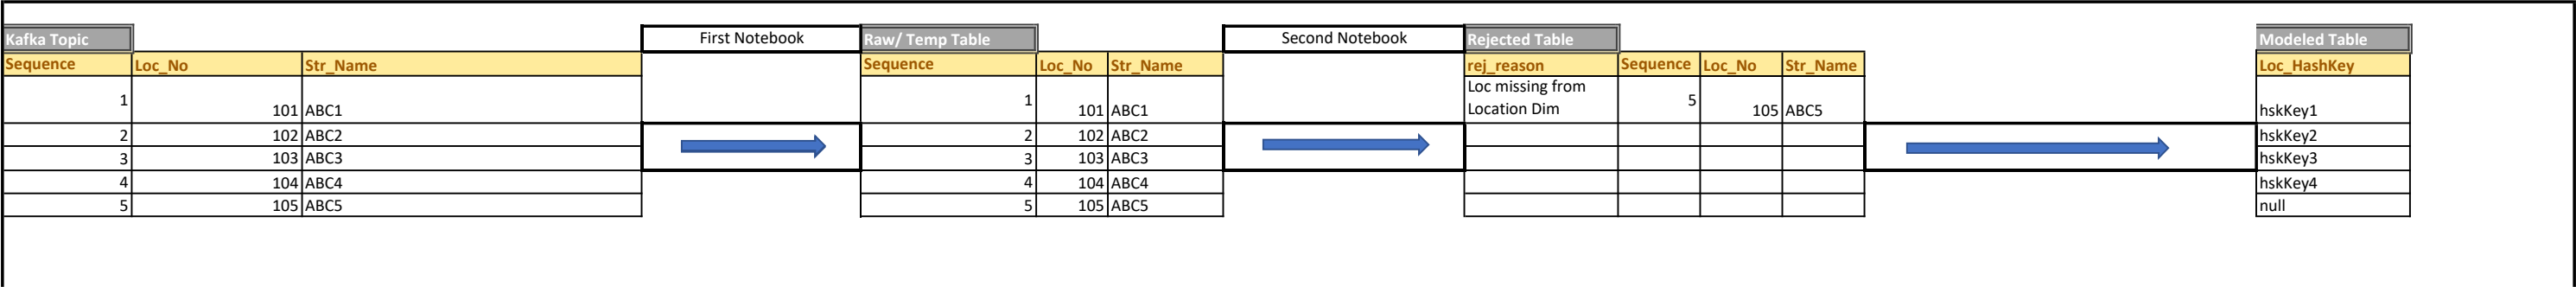 Kafka Topic First Notebook Raw/ Temp Table Second Notebook Rejected Table Modeled Table
Sequence Loc_No Str_Name Sequence Loc_No Str_Name rej_reason Sequence Loc_No Str_Name Loc_HashKey
1 101 ABC1 1 101 ABC1 Loc missing from Location Dim 5 105 ABC5 hskKey1
2 102 ABC2 2 102 ABC2 hskKey2
3 103 ABC3 3 103 ABC3 hskKey3
4 104 ABC4 4 104 ABC4 hskKey4
5 105 ABC5 5 105 ABC5 null